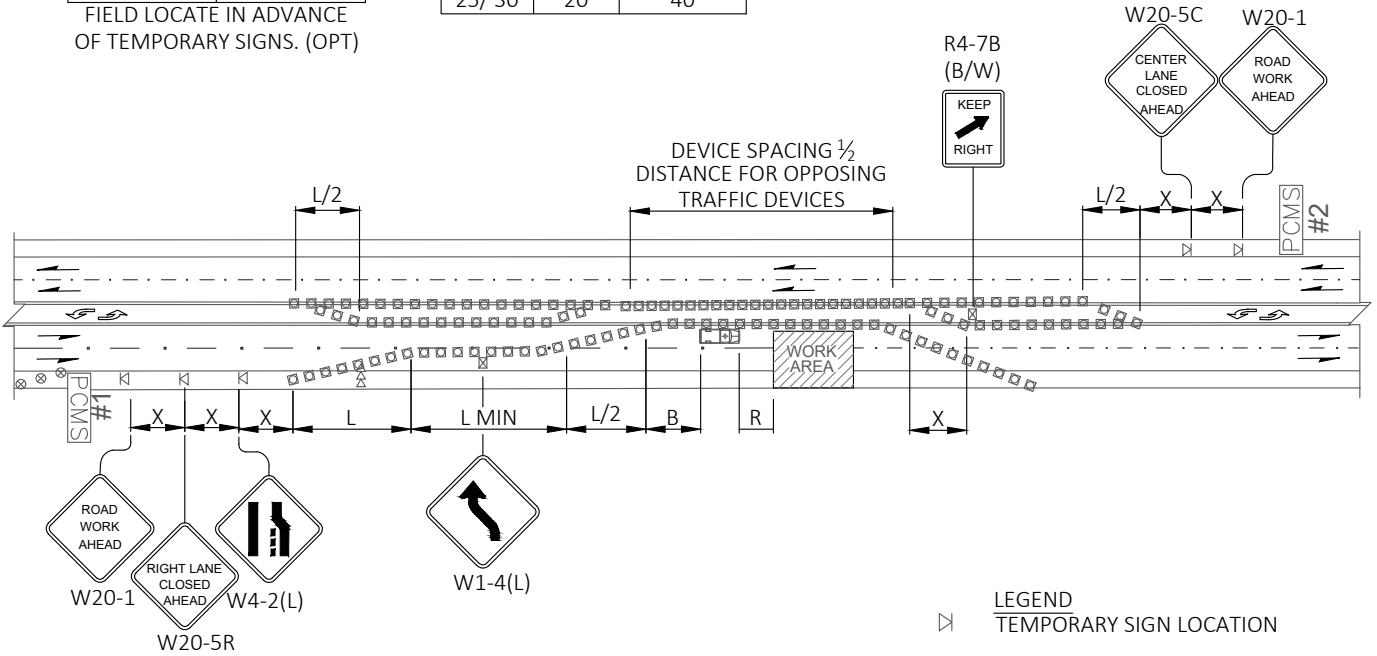 25/ 30 20 40
FIELD LOCATE IN ADVANCE
OF TEMPORARY SIGNS. (OPT)
W20-5C
W20-1
R4-7B
(B/W)
CENTER
LANE
CLOSED
AHEAD
ROAD
WORK
AHEAD
KEEP
RIGHT
DEVICE SPACING ½
DISTANCE FOR OPPOSING
TRAFFIC DEVICES
L/2
L/2
X
X
PCMS
#2
WORK
AREA
PCMS
#1
X
X
X
L
L MIN
L/2
B
R
X
ROAD
WORK
AHEAD
W20-1
RIGHT LANE
CLOSED
AHEAD
W20-5R
W4-2(L)
W1-4(L)
LEGEND
TEMPORARY SIGN LOCATION